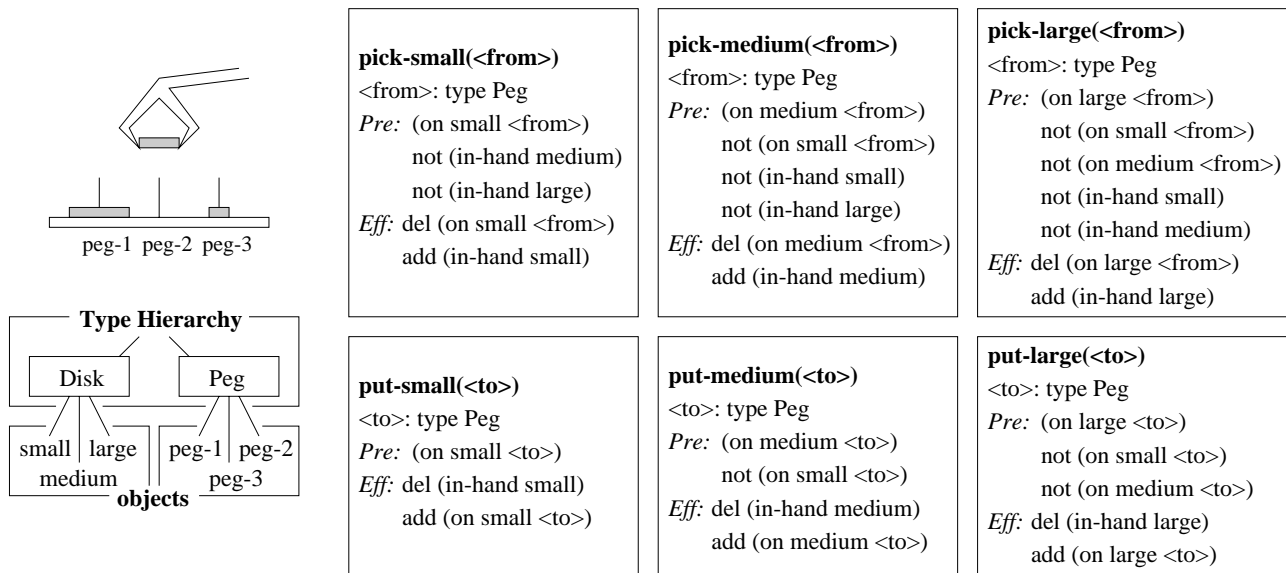 peg-1 peg-2 peg-3
Type Hierarchy
Disk Peg
small large peg-1 peg-2
medium peg-3
objects
pick-small(<from>)
<from>: type Peg
Pre: (on small <from>)
not (in-hand medium)
not (in-hand large)
Eff: del (on small <from>)
add (in-hand small)
pick-medium(<from>)
<from>: type Peg
Pre: (on medium <from>)
not (on small <from>)
not (in-hand small)
not (in-hand large)
Eff: del (on medium <from>)
add (in-hand medium)
pick-large(<from>)
<from>: type Peg
Pre: (on large <from>)
not (on small <from>)
not (on medium <from>)
not (in-hand small)
not (in-hand medium)
Eff: del (on large <from>)
add (in-hand large)
put-small(<to>)
<to>: type Peg
Pre: (on small <to>)
Eff: del (in-hand small)
add (on small <to>)
put-medium(<to>)
<to>: type Peg
Pre: (on medium <to>)
not (on small <to>)
Eff: del (in-hand medium)
add (on medium <to>)
put-large(<to>)
<to>: type Peg
Pre: (on large <to>)
not (on small <to>)
not (on medium <to>)
Eff: del (in-hand large)
add (on large <to>)